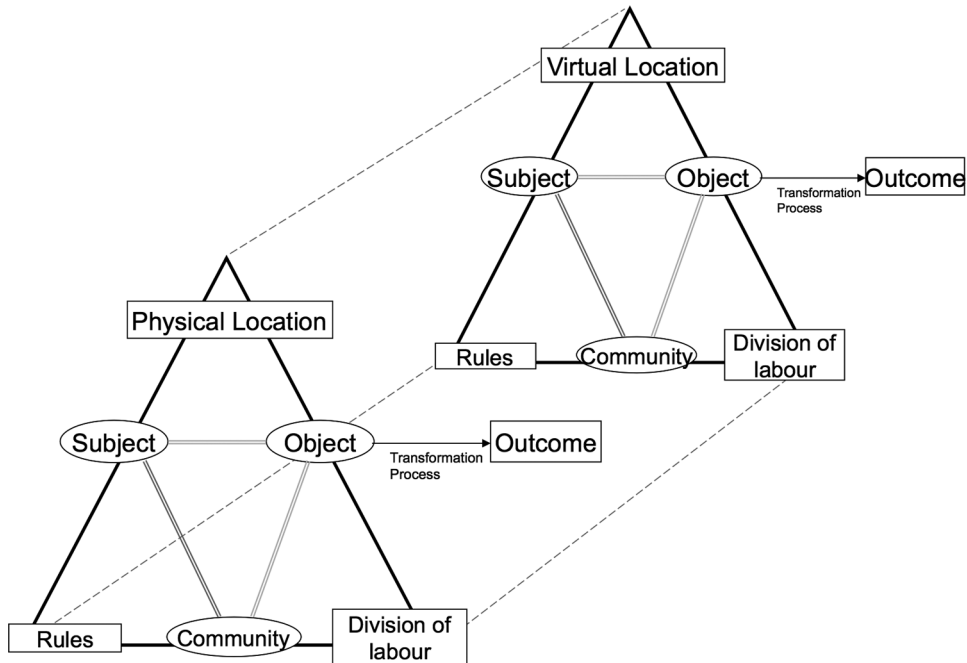 Virtual Location
Subject
Object
Transformation
Process
Outcome
Rules
Community
Division of
labour
Physical Location
Subject
Object
Transformation
Process
Outcome
Rules
Community
Division of
labour